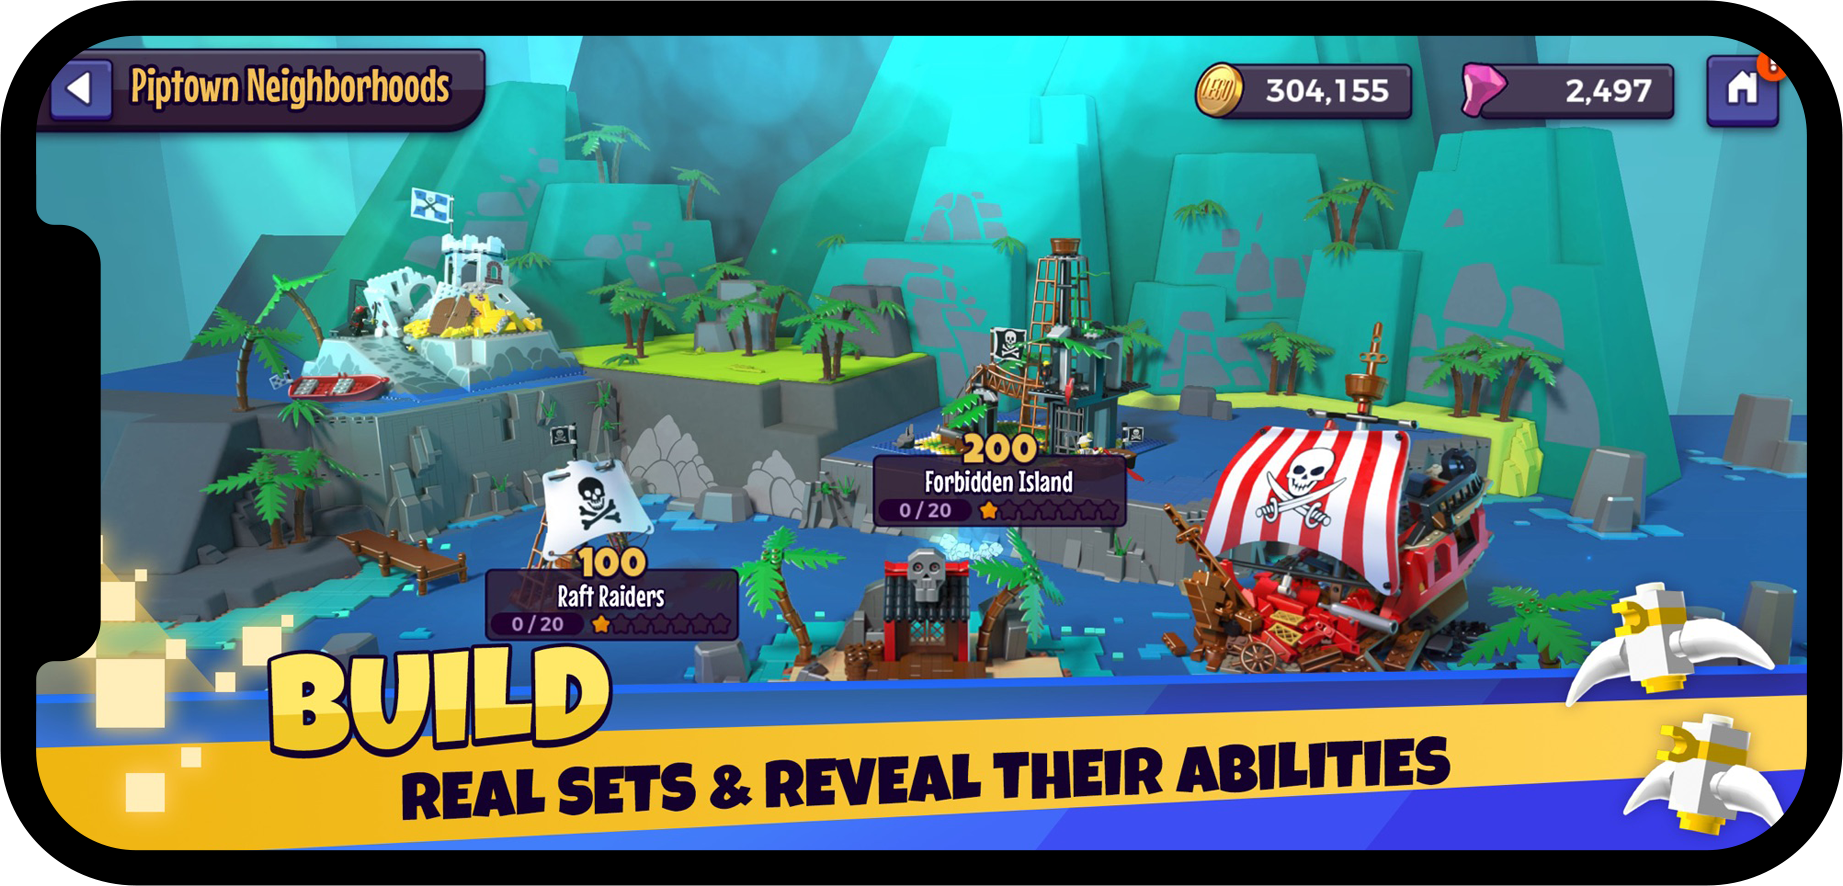 Piptown Neighborhoods
LEGO
304,155
2,497
200
Forbidden Island
0 / 20
100
Raft Raiders
0 / 20
BUILD
REAL SETS & REVEAL THEIR ABILITIES